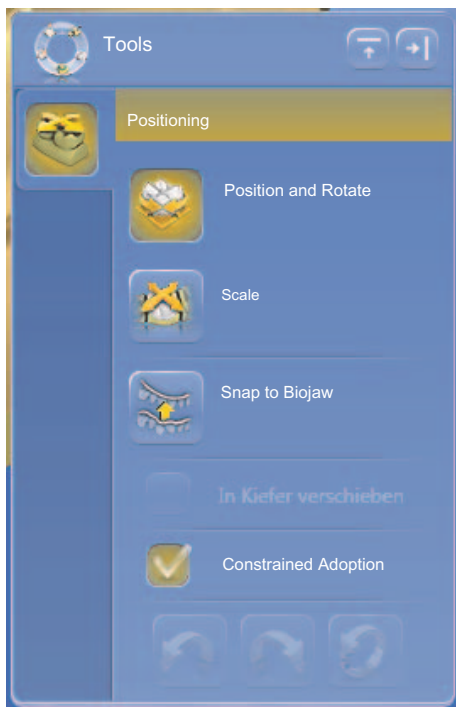 Tools
Positioning
Position and Rotate
Scale
Snap to Biojaw
In Kiefer verschieben
Constrained Adoption